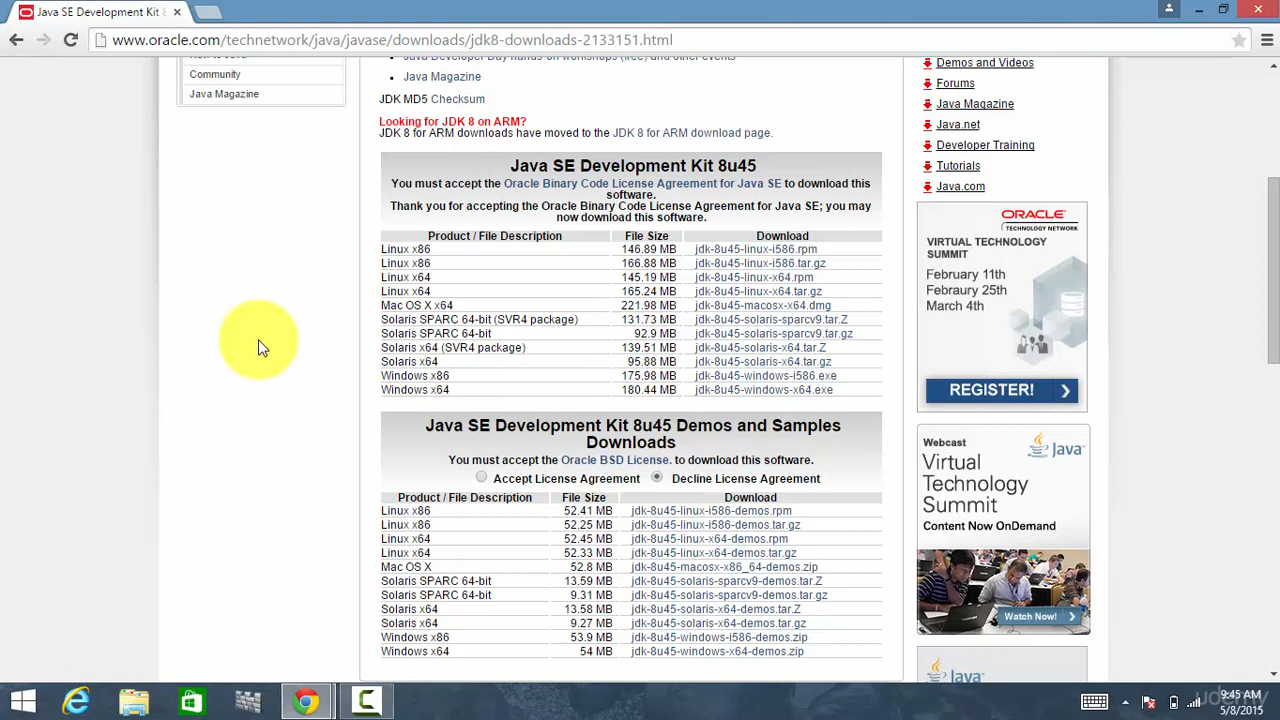 Java SE Development Kit 8
www.oracle.com/technetwork/java/javase/downloads/jdk8-downloads-2133151.html
Community
Java Magazine
Java Developer Day hands-on workshops (free) and other events
Java Magazine
JDK MD5 Checksum
Looking for JDK 8 on ARM?
JDK 8 for ARM downloads have moved to the JDK 8 for ARM download page.
Java SE Development Kit 8u45
You must accept the Oracle Binary Code License Agreement for Java SE to download this
software.
Thank you for accepting the Oracle Binary Code License Agreement for Java SE; you may
now download this software.
Product / File Description File Size Download
Linux x86 146.89 MB jdk-8u45-linux-i586.rpm
Linux x86 166.88 MB jdk-8u45-linux-i586.tar.gz
Linux x64 145.19 MB jdk-8u45-linux-x64.rpm
Linux x64 165.24 MB jdk-8u45-linux-x64.tar.gz
Mac OS X x64 221.98 MB jdk-8u45-macosx-x64.dmg
Solaris SPARC 64-bit (SVR4 package) 131.73 MB jdk-8u45-solaris-sparcv9.tar.Z
Solaris SPARC 64-bit 92.9 MB jdk-8u45-solaris-sparcv9.tar.gz
Solaris x64 (SVR4 package) 139.51 MB jdk-8u45-solaris-x64.tar.Z
Solaris x64 95.88 MB jdk-8u45-solaris-x64.tar.gz
Windows x86 175.98 MB jdk-8u45-windows-i586.exe
Windows x64 180.44 MB jdk-8u45-windows-x64.exe
Java SE Development Kit 8u45 Demos and Samples
Downloads
You must accept the Oracle BSD License. to download this software.
Accept License Agreement Decline License Agreement
Product / File Description File Size Download
Linux x86 52.41 MB jdk-8u45-linux-i586-demos.rpm
Linux x86 52.25 MB jdk-8u45-linux-i586-demos.tar.gz
Linux x64 52.45 MB jdk-8u45-linux-x64-demos.rpm
Linux x64 52.33 MB jdk-8u45-linux-x64-demos.tar.gz
Mac OS X 52.8 MB jdk-8u45-macosx-x86_64-demos.zip
Solaris SPARC 64-bit 13.59 MB jdk-8u45-solaris-sparcv9-demos.tar.Z
Solaris SPARC 64-bit 9.31 MB jdk-8u45-solaris-sparcv9-demos.tar.gz
Solaris x64 13.58 MB jdk-8u45-solaris-x64-demos.tar.Z
Solaris x64 9.27 MB jdk-8u45-solaris-x64-demos.tar.gz
Windows x86 53.9 MB jdk-8u45-windows-i586-demos.zip
Windows x64 54 MB jdk-8u45-windows-x64-demos.zip
Demos and Videos
Forums
Java Magazine
Java.net
Developer Training
Tutorials
Java.com
ORACLE
TECHNOLOGY NETWORK
VIRTUAL TECHNOLOGY
SUMMIT
February 11th
Febraury 25th
March 4th
REGISTER!
Webcast
Java
Virtual
Technology
Summit
Content Now OnDemand
Watch Now!
Java
udemy
9:45 AM
5/8/2015